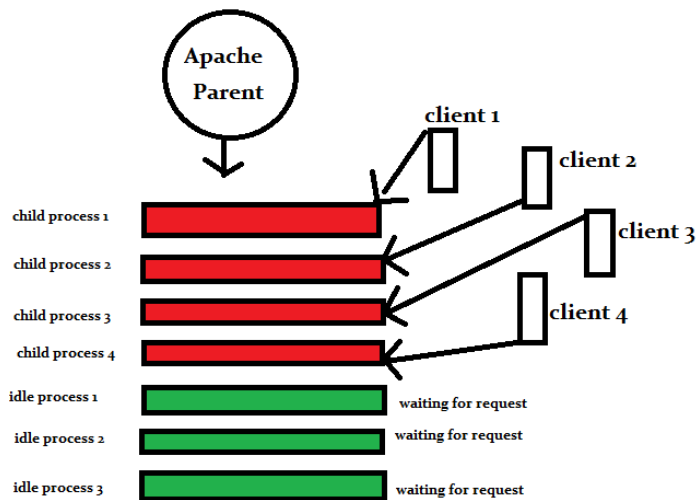 Apache
Parent
client 1
client 2
client 3
client 4
child process 1
child process 2
child process 3
child process 4
idle process 1
waiting for request
idle process 2
waiting for request
idle process 3
waiting for request